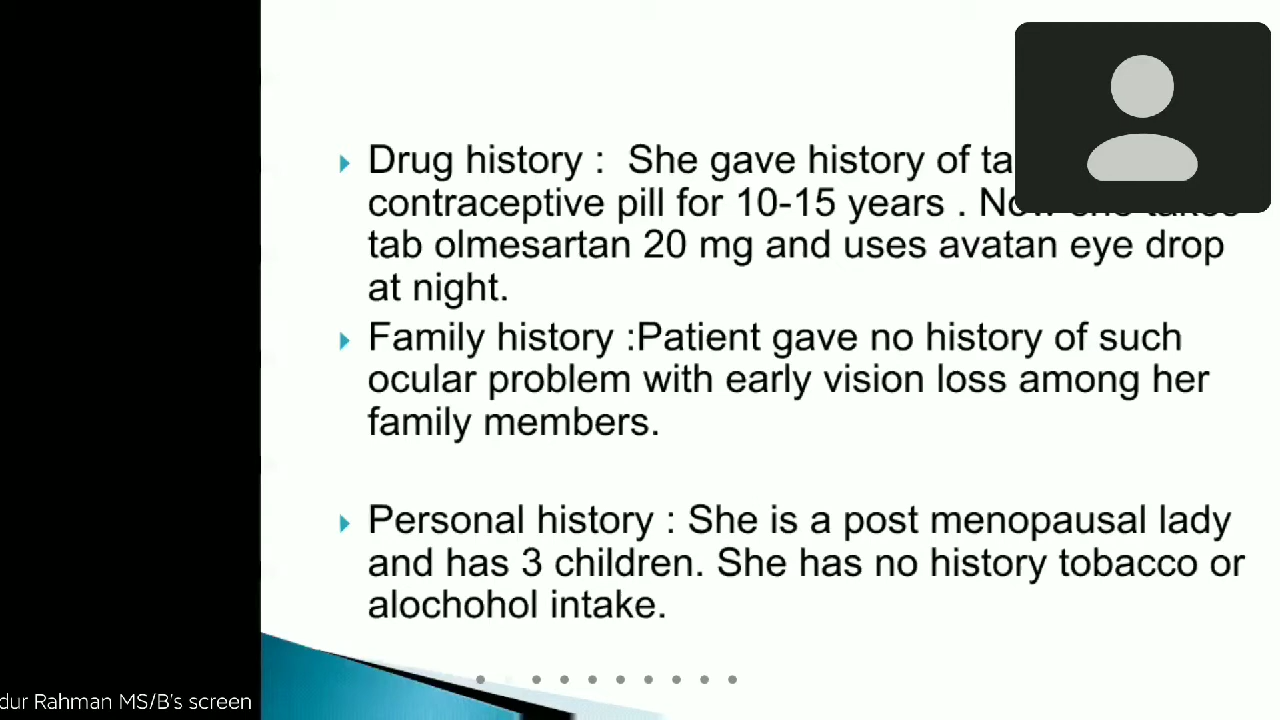 Drug history : She gave history of
contraceptive pill for 10-15 years . Now she takes
tab olmesartan 20 mg and uses avatan eye drop
at night.
Family history :Patient gave no history of such
ocular problem with early vision loss among her
family members.
Personal history : She is a post menopausal lady
and has 3 children. She has no history tobacco or
alochohol intake.
Rahman MS/B's screen